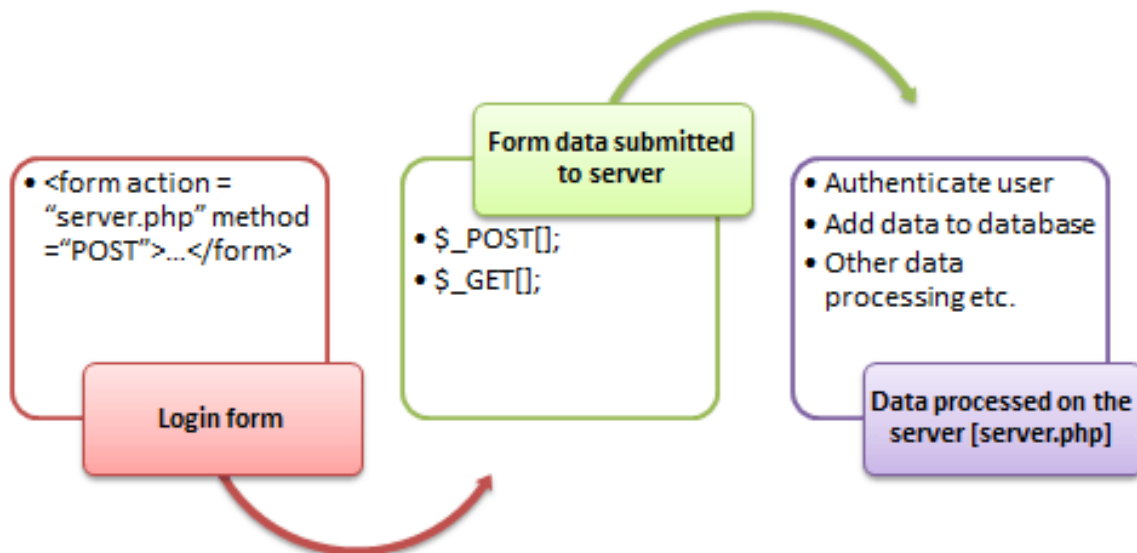 • <form action =
“server.php” method
=“POST”>...</form>
Login form
Form data submitted
to server
• $_POST[];
• $_GET[];
• Authenticate user
• Add data to database
• Other data
processing etc.
Data processed on the
server [server.php]